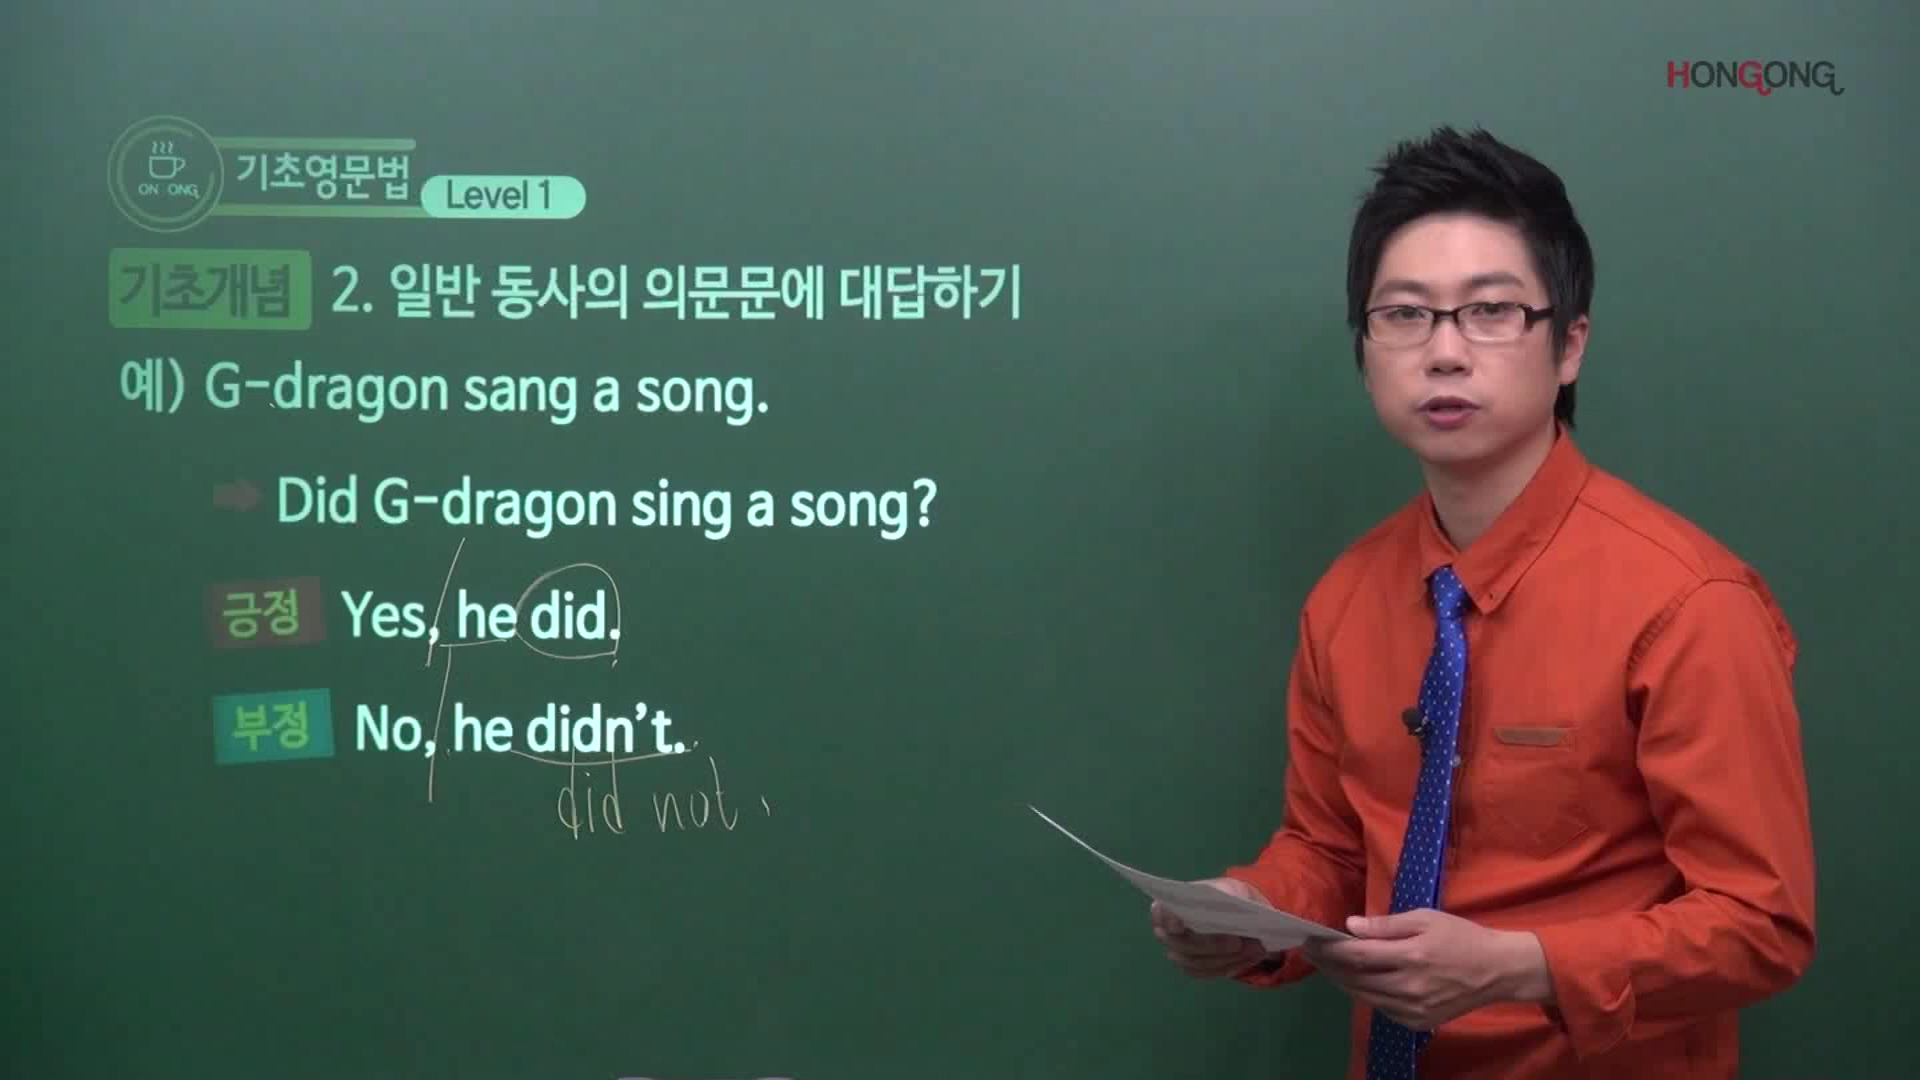 HONGONG
ON ONG
기초영문법
Level 1
기초개념 2. 일반 동사의 의문문에 대답하기
예) G-dragon sang a song.
Did G-dragon sing a song?
긍정 Yes, he did.
부정 No, he didn't.
did not.